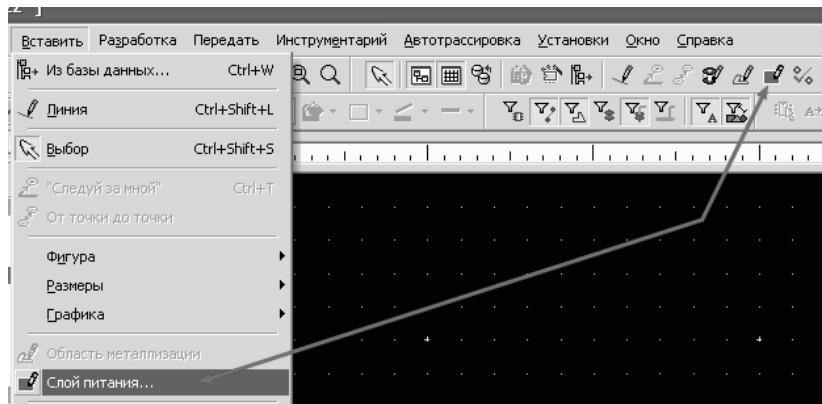 22 * ]
Вставить Разработка Передать Инструментарий Автотрассировка Установки Окно Справка
Из базы данных... Ctrl+W
Линия Ctrl+Shift+L
Выбор Ctrl+Shift+S
"Следуй за мной" Ctrl+T
От точки до точки
Фигура
Размеры
Графика
Область металлизации
Слой питания...